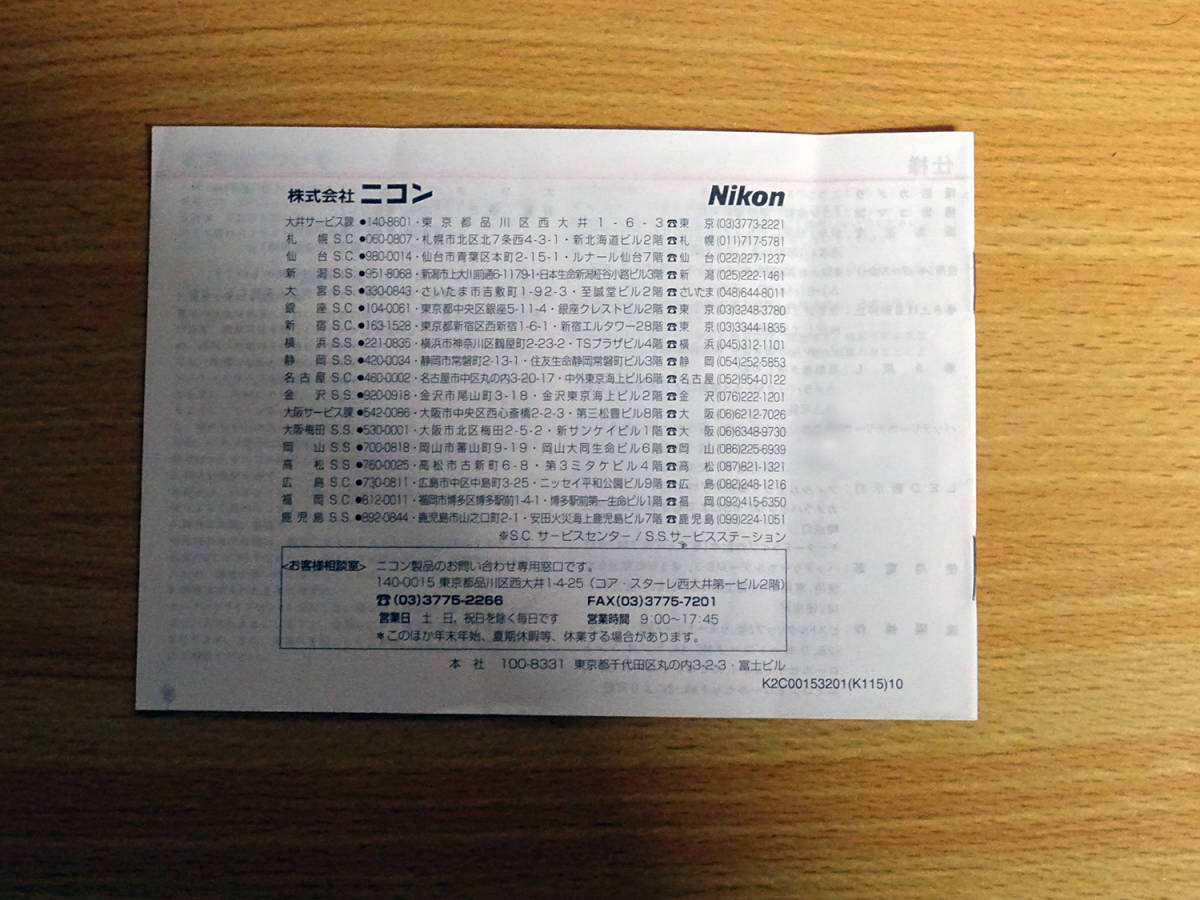 株式会社 ニコン Nikon
大井サービス課 ●140-8601・東京都品川区西大井1-6-3 ☎東京(03)3773-2221
札幌S.C. ●060-0807・札幌市北区北7条西4-3-1・新北海道ビル2階 ☎札幌(011)717-5781
仙台S.C. ●980-0014・仙台市青葉区本町2-15-1・ルナール仙台7階 ☎仙台(022)227-1237
新潟S.S. ●951-8068・新潟市上大川前通6-1179-1・日本生命新潟柾谷小路ビル3階 ☎新潟(025)222-1461
大宮S.S. ●330-0843・さいたま市吉敷町1-92-3・至誠堂ビル2階 ☎さいたま(048)644-8011
銀座S.C ●104-0061・東京都中央区銀座5-11-4・銀座クレストビル2階 ☎東京(03)3248-3780
新宿S.C. ●163-1528・東京都新宿区西新宿1-6-1・新宿エルタワー28階 ☎東京(03)3344-1835
横浜S.S. ●221-0835・横浜市神奈川区鶴屋町2-23-2・TSプラザビル4階 ☎横浜(045)312-1101
静岡S.S. ●420-0034・静岡市常磐町2-13-1・住友生命静岡常磐町ビル3階 ☎静岡(054)252-5853
名古屋S.C. ●460-0002・名古屋市中区丸の内3-20-17・中外東京海上ビル6階 ☎名古屋(052)954-0122
金沢S.S. ●920-0918・金沢市尾山町3-18・金沢東京海上ビル2階 ☎金沢(076)222-1201
大阪サービス課 ●542-0086・大阪市中央区西心斎橋2-2-3・第三松豊ビル8階 ☎大阪(06)6212-7026
大阪梅田S.S. ●530-0001・大阪市北区梅田2-5-2・新サンケイビル1階 ☎大阪(06)6348-9730
岡山S.S. ●700-0818・岡山市蕃山町9-19・岡山大同生命ビル6階 ☎岡山(086)225-6939
高松S.S. ●760-0025・高松市古新町6-8・第3ミタケビル4階 ☎高松(087)821-1321
広島S.C ●730-0811・広島市中区中島町3-25・ニッセイ平和公園ビル9階 ☎広島(082)248-1216
福岡S.C ●812-0011・福岡市博多区博多駅前1-4-1・博多駅前第一生命ビル1階 ☎福岡(092)415-6350
鹿児島S.S. ●892-0844・鹿児島市山之口町2-1・安田火災海上鹿児島ビル7階 ☎鹿児島(099)224-1051
※S.C. サービスセンター / S.S.サービスステーション
<お客様相談室> ニコン製品のお問い合わせ専用窓口です。
140-0015 東京都品川区西大井1-4-25（コア・スターレ西大井第一ビル2階）
☎(03)3775-2266 FAX(03)3775-7201
営業日 土・日、祝日を除く毎日です 営業時間 9:00～17:45
＊このほか年末年始、夏期休暇等、休業する場合があります。
本社 100-8331 東京都千代田区丸の内3-2-3・富士ビル
K2C00153201(K115)10